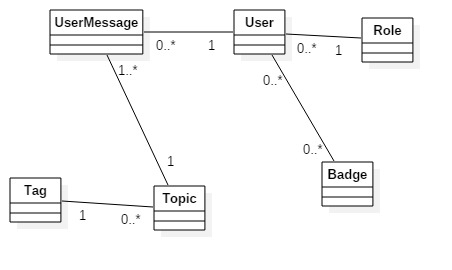 UserMessage
User
Role
0..*
1
0..*
1
1..*
0..*
1
0..*
Badge
Tag
Topic
1
0..*